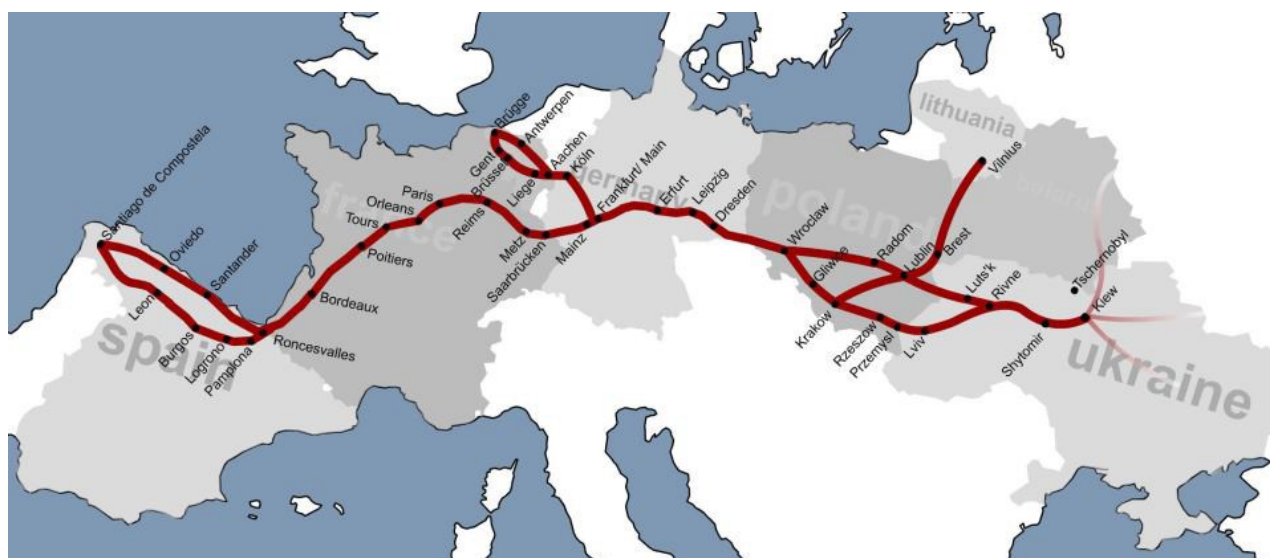 lithuania
Vilnius
belarus
Brügge
Antwerpen
Gent
Brüssel
Liege
Aachen
Köln
germany
Frankfurt/ Main
Erfurt
Leipzig
Dresden
poland
Wroclaw
Gliwice
Radom
Lublin
Brest
Luts'k
Rivne
Tschernobyl
Kiew
Santiago de Compostela
Oviedo
Santander
Paris
Orleans
Tours
france
Reims
Metz
Saarbrücken
Mainz
Poitiers
Bordeaux
Krakow
Rzeszow
Przemysl
Lviv
Shytomir
ukraine
Leon
Burgos
Logrono
Pamplona
Roncesvalles
spain